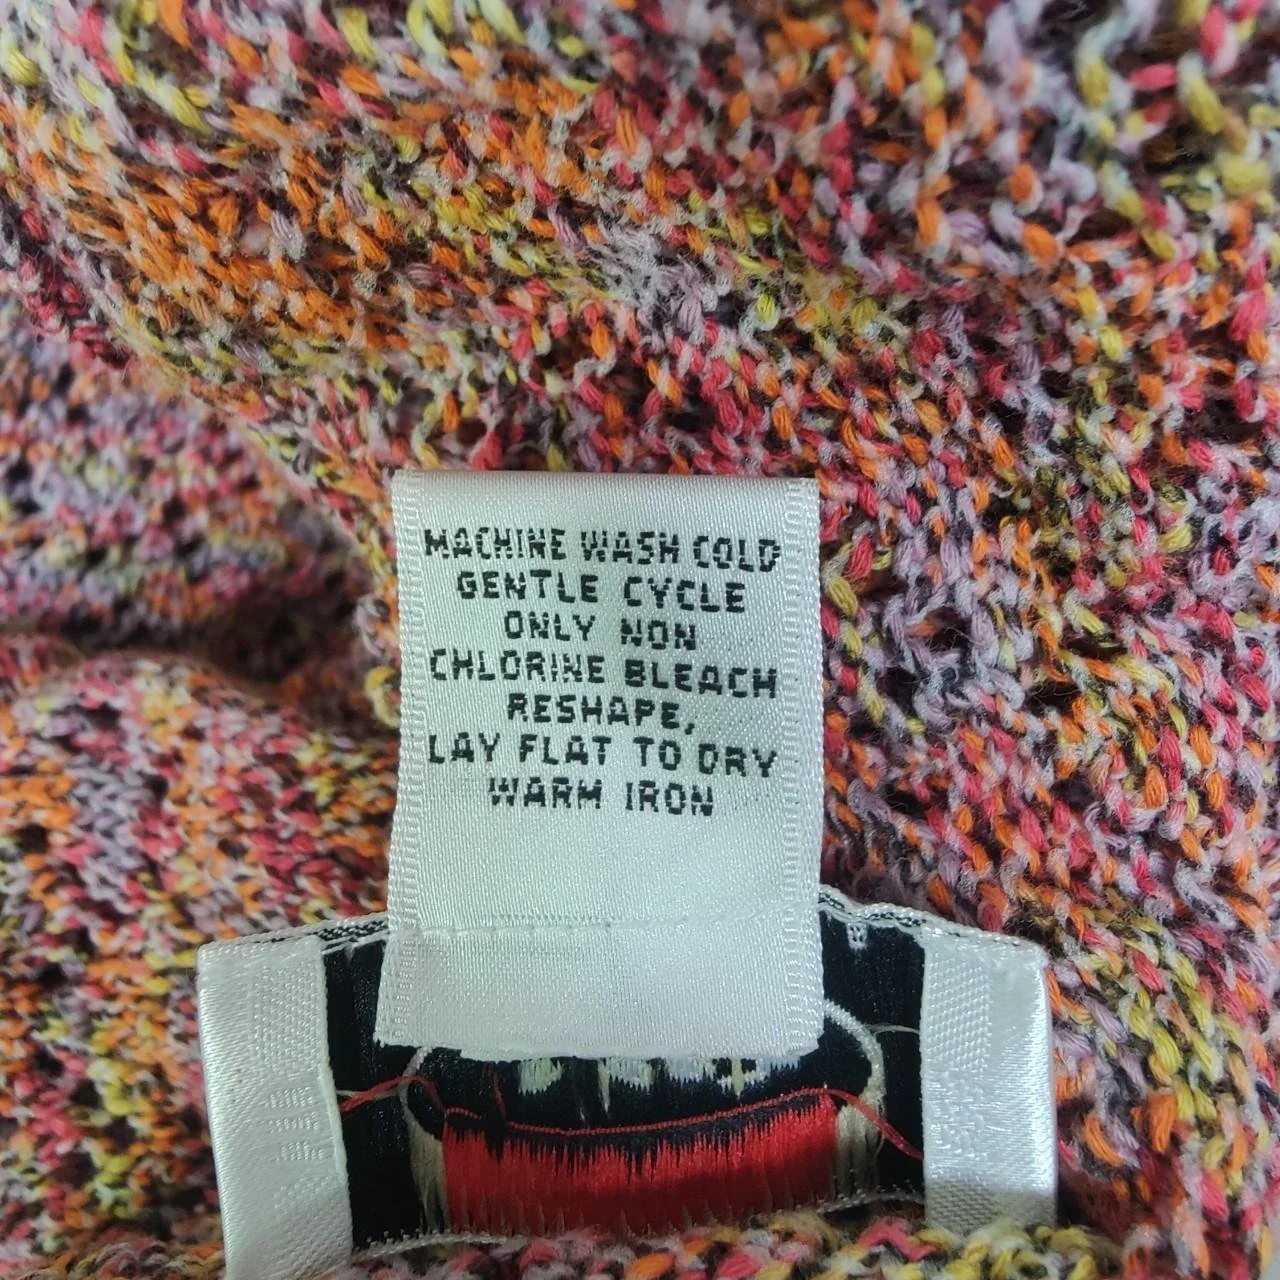 MACHINE WASH COLD
GENTLE CYCLE
ONLY NON
CHLORINE BLEACH
RESHAPE,
LAY FLAT TO DRY
WARM IRON